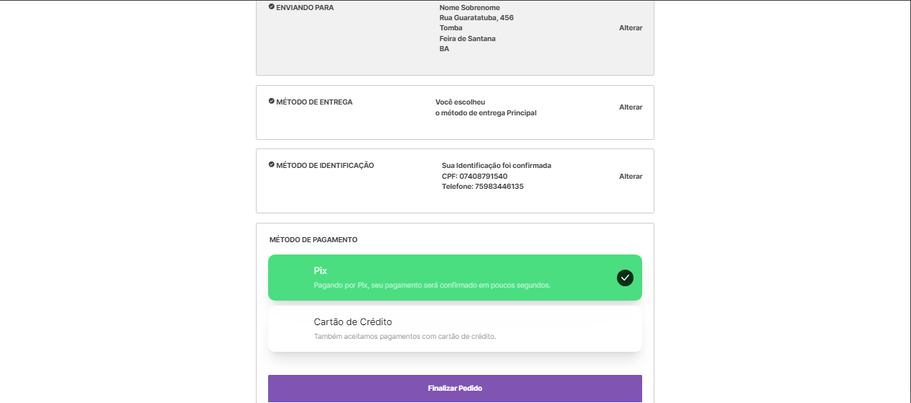 ENVIANDO PARA
Nome Sobrenome
Rua Guaratatuba, 456
Tomba
Feira de Santana
BA
Alterar
MÉTODO DE ENTREGA
Você escolheu
o método de entrega Principal
Alterar
MÉTODO DE IDENTIFICAÇÃO
Sua Identificação foi confirmada
CPF: 07408791540
Telefone: 75983446135
Alterar
MÉTODO DE PAGAMENTO
Pix
Pagando por Pix, seu pagamento será confirmado em poucos segundos.
Cartão de Crédito
Também aceitamos pagamentos com cartão de crédito.
Finalizar Pedido